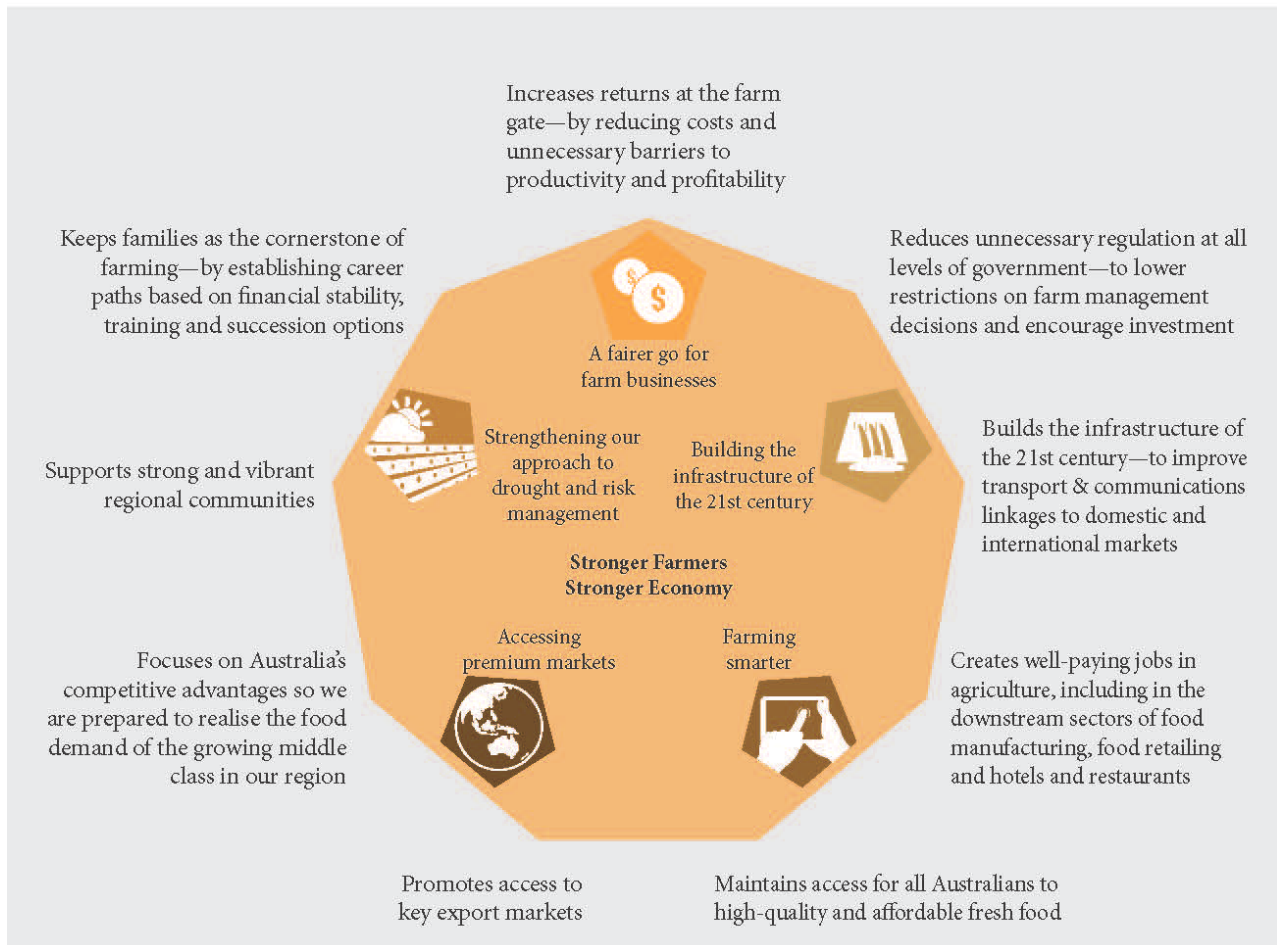 Increases returns at the farm
gate—by reducing costs and
unnecessary barriers to
productivity and profitability
Keeps families as the cornerstone of
farming—by establishing career
paths based on financial stability,
training and succession options
Reduces unnecessary regulation at all
levels of government—to lower
restrictions on farm management
decisions and encourage investment
$
$
A fairer go for
farm businesses
Supports strong and vibrant
regional communities
Strengthening our
approach to
drought and risk
management
Building the
infrastructure of
the 21st century
Builds the infrastructure of
the 21st century—to improve
transport & communications
linkages to domestic and
international markets
Stronger Farmers
Stronger Economy
Accessing
premium markets
Farming
smarter
Focuses on Australia's
competitive advantages so we
are prepared to realise the food
demand of the growing middle
class in our region
Creates well-paying jobs in
agriculture, including in the
downstream sectors of food
manufacturing, food retailing
and hotels and restaurants
Promotes access to
key export markets
Maintains access for all Australians to
high-quality and affordable fresh food